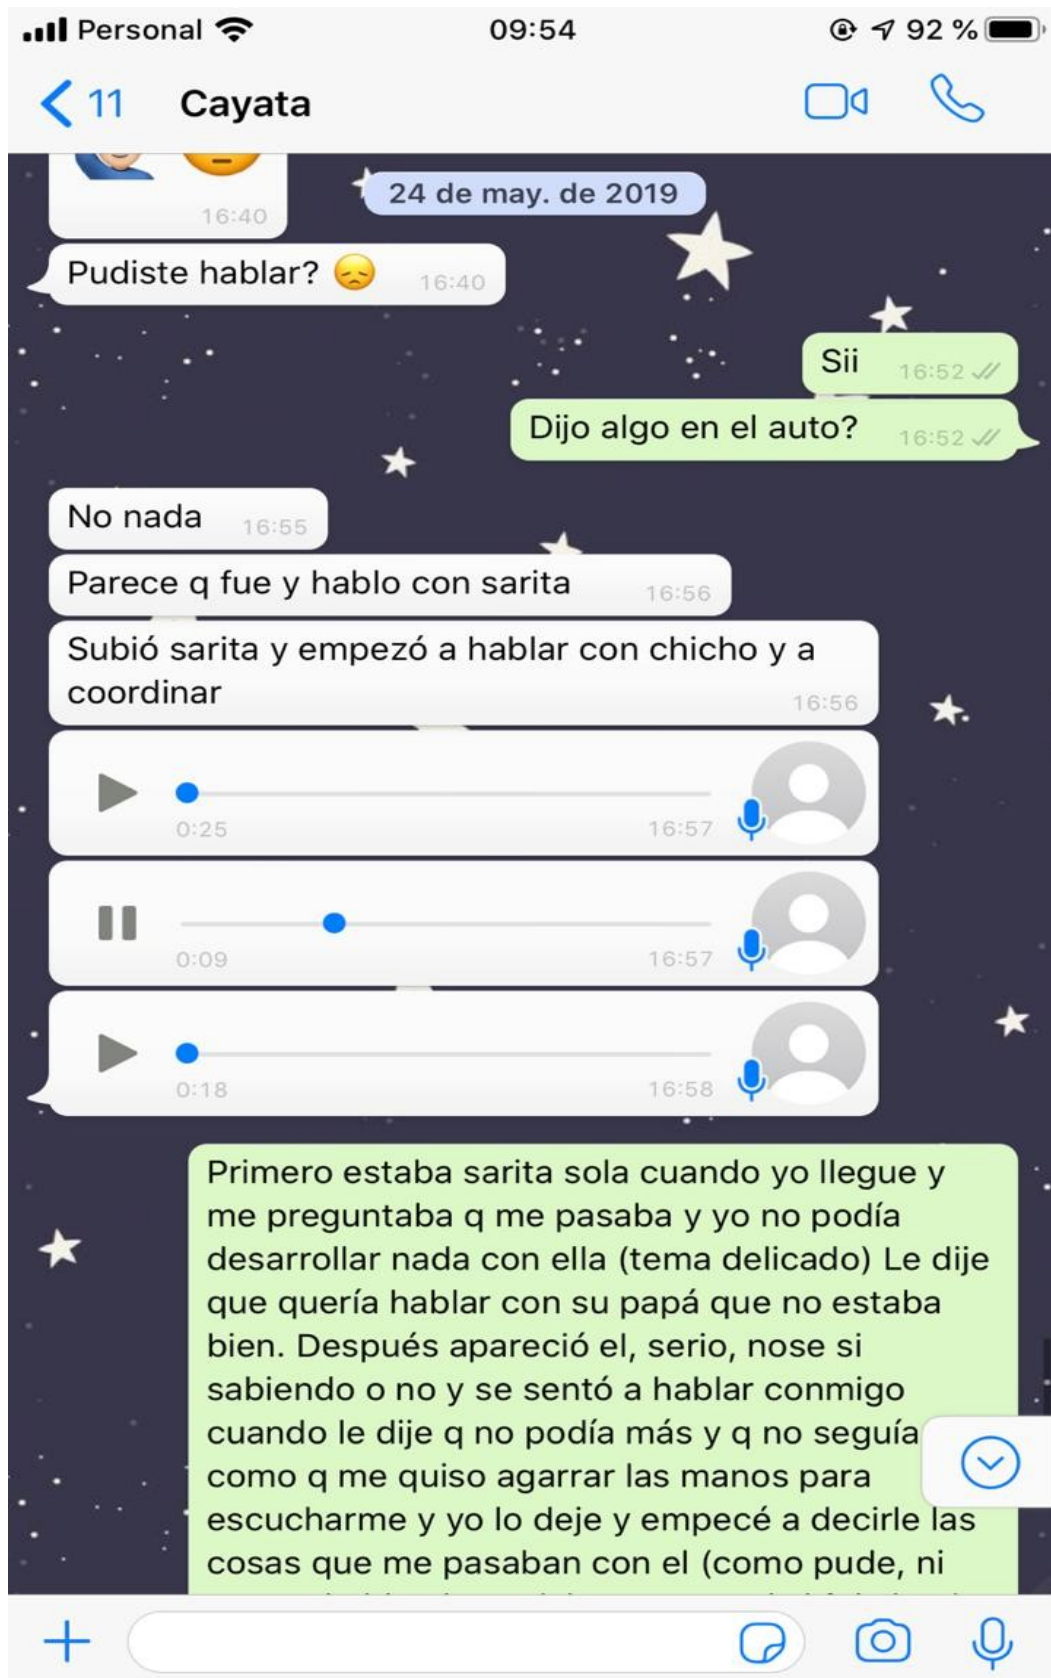 Personal 09:54 92 %
11 Cayata
16:40
24 de may. de 2019
Pudiste hablar? 😞 16:40
Sii 16:52
Dijo algo en el auto? 16:52
No nada 16:55
Parece q fue y hablo con sarita 16:56
Subió sarita y empezó a hablar con chicho y a
coordinar 16:56
0:25 16:57
0:09 16:57
0:18 16:58
Primero estaba sarita sola cuando yo llegue y
me preguntaba q me pasaba y yo no podía
desarrollar nada con ella (tema delicado) Le dije
que quería hablar con su papá que no estaba
bien. Después apareció el, serio, nose si
sabiendo o no y se sentó a hablar conmigo
cuando le dije q no podía más y q no seguía
como q me quiso agarrar las manos para
escucharme y yo lo deje y empecé a decirle las
cosas que me pasaban con el (como pude, ni